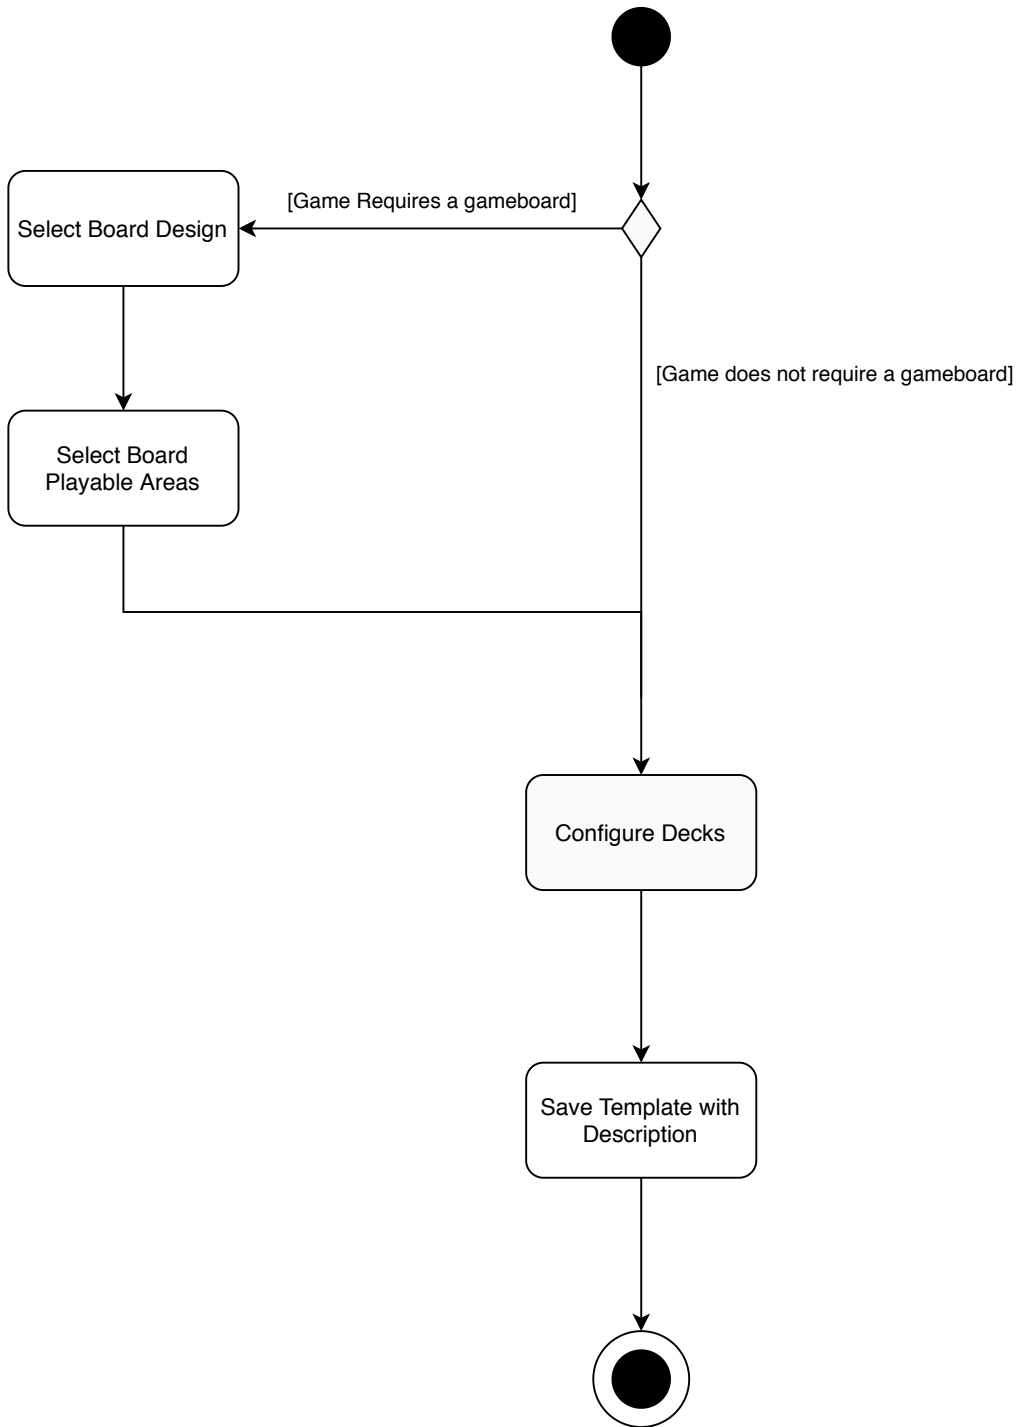 [Game Requires a gameboard]
Select Board Design
[Game does not require a gameboard]
Select Board
Playable Areas
Configure Decks
Save Template with
Description